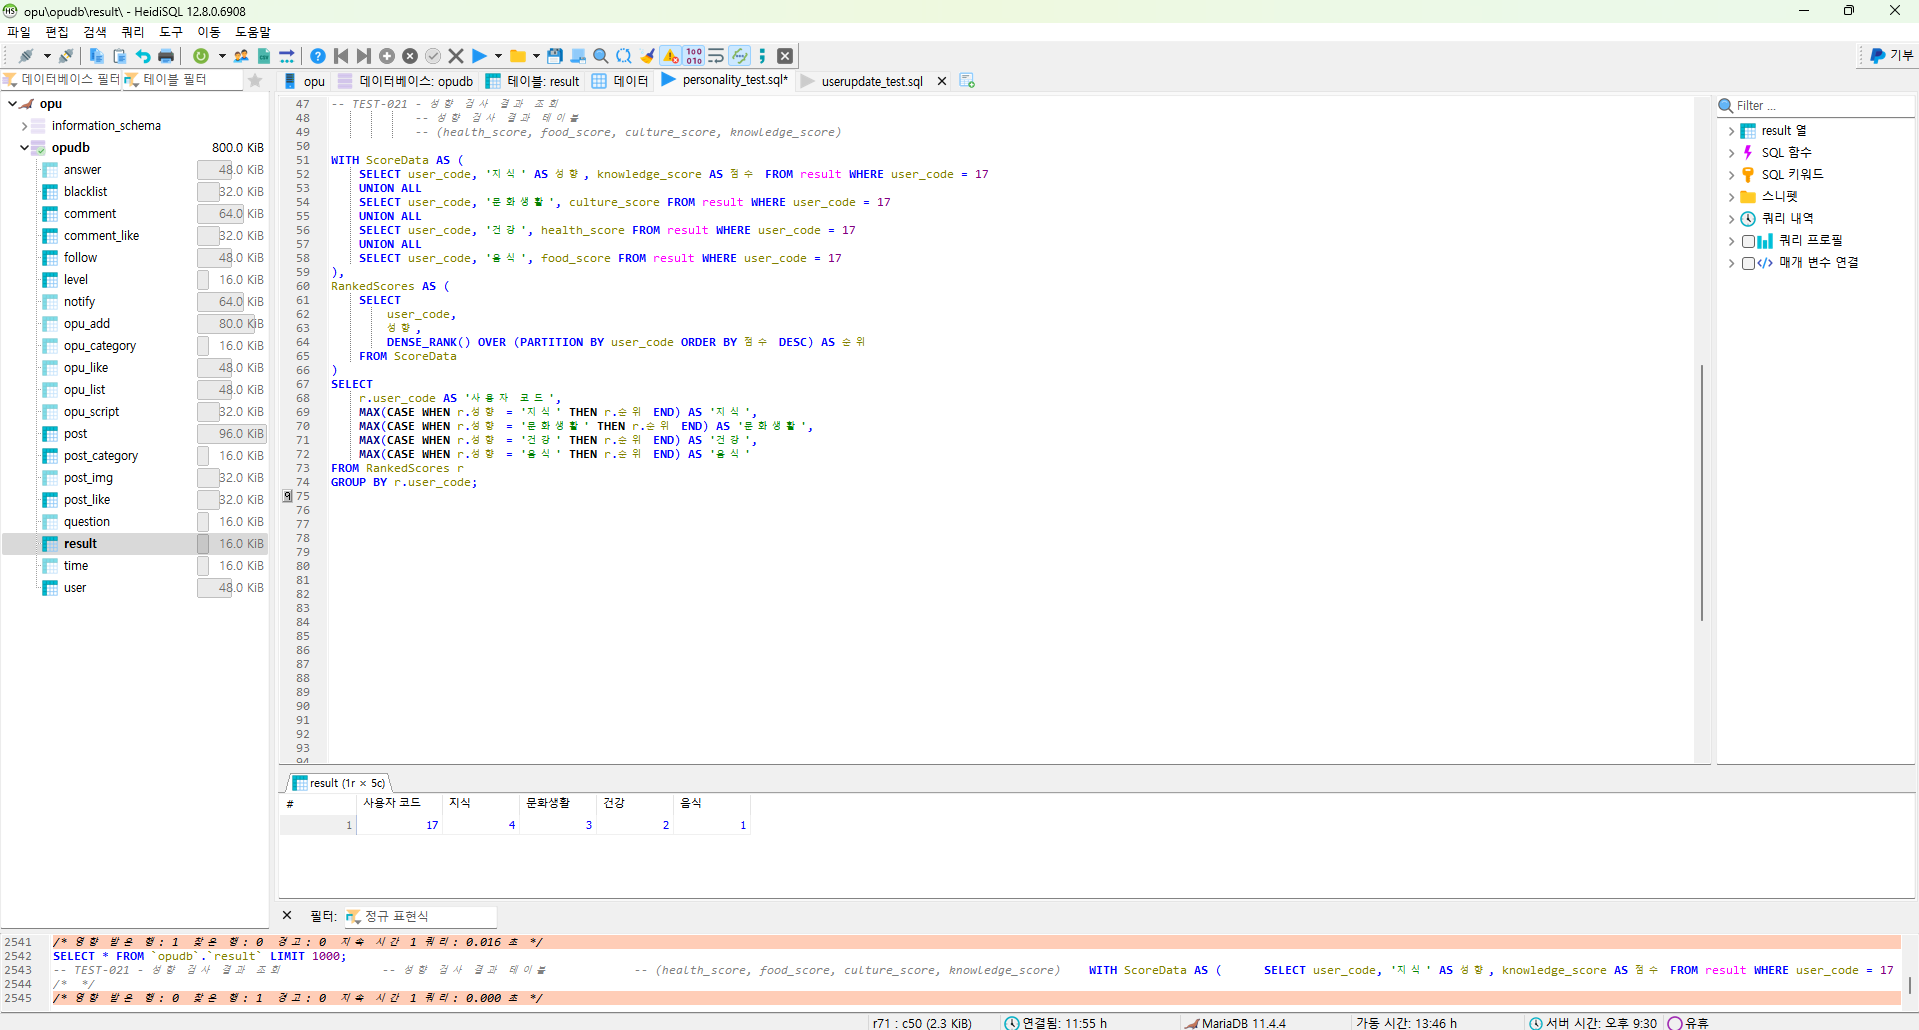 opu\opudb\result\ - HeidiSQL 12.8.0.6908
파일 편집 검색 쿼리 도구 이동 도움말
기부
데이터베이스 필터 테이블 필터
opu 데이터베이스: opudb 테이블: result 데이터 personality_test.sql* userupdate_test.sql
opu
information_schema
opudb 800.0 KiB
answer 48.0 KiB
blacklist 32.0 KiB
comment 64.0 KiB
comment_like 32.0 KiB
follow 48.0 KiB
level 16.0 KiB
notify 64.0 KiB
opu_add 80.0 KiB
opu_category 16.0 KiB
opu_like 48.0 KiB
opu_list 48.0 KiB
opu_script 32.0 KiB
post 96.0 KiB
post_category 16.0 KiB
post_img 32.0 KiB
post_like 32.0 KiB
question 16.0 KiB
result 16.0 KiB
time 16.0 KiB
user 48.0 KiB
47 -- TEST-021 - 성향 검사 결과 조회
48 -- 성향 검사 결과 테이블
49 -- (health_score, food_score, culture_score, knowledge_score)
50
51 WITH ScoreData AS (
52 SELECT user_code, '지식' AS 성향, knowledge_score AS 점수 FROM result WHERE user_code = 17
53 UNION ALL
54 SELECT user_code, '문화생활', culture_score FROM result WHERE user_code = 17
55 UNION ALL
56 SELECT user_code, '건강', health_score FROM result WHERE user_code = 17
57 UNION ALL
58 SELECT user_code, '음식', food_score FROM result WHERE user_code = 17
59 ),
60 RankedScores AS (
61 SELECT
62 user_code,
63 성향,
64 DENSE_RANK() OVER (PARTITION BY user_code ORDER BY 점수 DESC) AS 순위
65 FROM ScoreData
66 )
67 SELECT
68 r.user_code AS '사용자 코드',
69 MAX(CASE WHEN r.성향 = '지식' THEN r.순위 END) AS '지식',
70 MAX(CASE WHEN r.성향 = '문화생활' THEN r.순위 END) AS '문화생활',
71 MAX(CASE WHEN r.성향 = '건강' THEN r.순위 END) AS '건강',
72 MAX(CASE WHEN r.성향 = '음식' THEN r.순위 END) AS '음식'
73 FROM RankedScores r
74 GROUP BY r.user_code;
9 75
76
77
78
79
80
81
82
83
84
85
86
87
88
89
90
91
92
93
94
Filter ...
result 열
SQL 함수
SQL 키워드
스니펫
쿼리 내역
쿼리 프로필
매개 변수 연결
result (1r × 5c)
# 사용자 코드 지식 문화생활 건강 음식
1 17 4 3 2 1
필터: 정규 표현식
2541 /* 영향 받은 행: 1 찾은 행: 0 경고: 0 지속 시간 1 쿼리: 0.016 초 */
2542 SELECT * FROM `opudb`.`result` LIMIT 1000;
2543 -- TEST-021 - 성향 검사 결과 조회 -- 성향 검사 결과 테이블 -- (health_score, food_score, culture_score, knowledge_score) WITH ScoreData AS ( SELECT user_code, '지식' AS 성향, knowledge_score AS 점수 FROM result WHERE user_code = 17
2544 /* */
2545 /* 영향 받은 행: 0 찾은 행: 1 경고: 0 지속 시간 1 쿼리: 0.000 초 */
r71 : c50 (2.3 KiB) 연결됨: 11:55 h MariaDB 11.4.4 가동 시간: 13:46 h 서버 시간: 오후 9:30 유휴